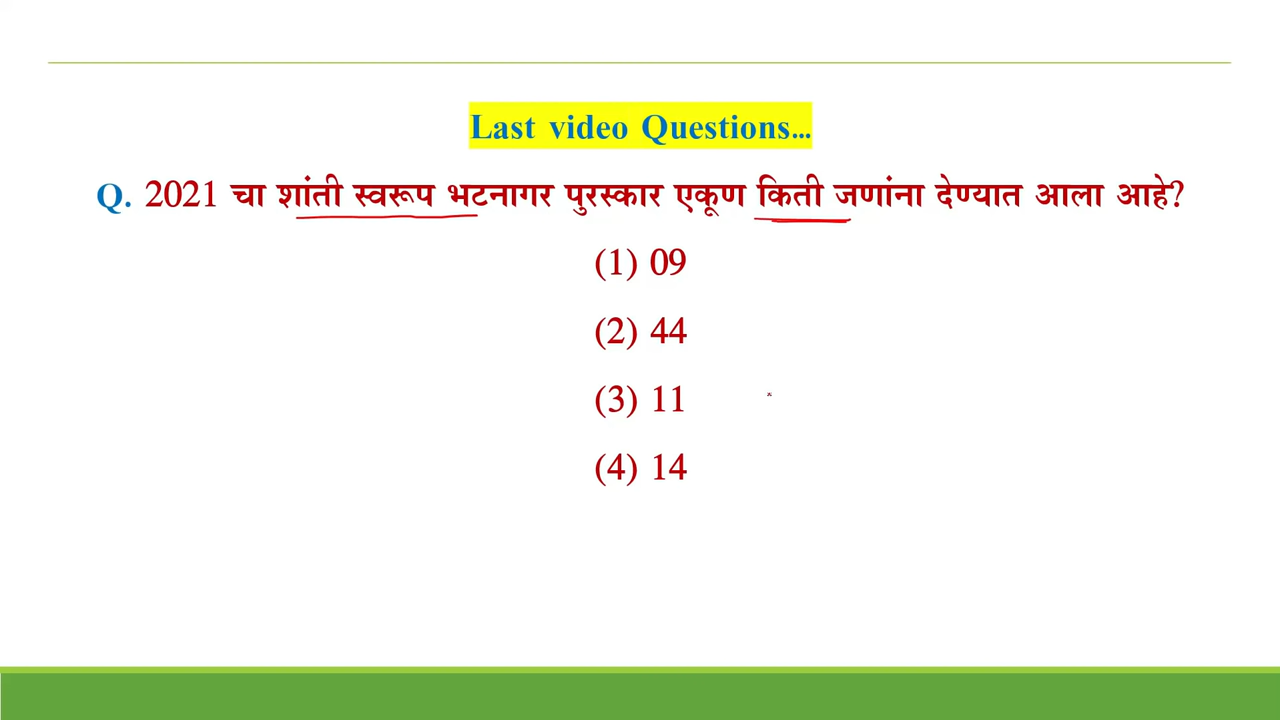 Last video Questions...
Q. 2021 चा शांती स्वरूप भटनागर पुरस्कार एकूण किती जणांना देण्यात आला आहे?
(1) 09
(2) 44
(3) 11
(4) 14